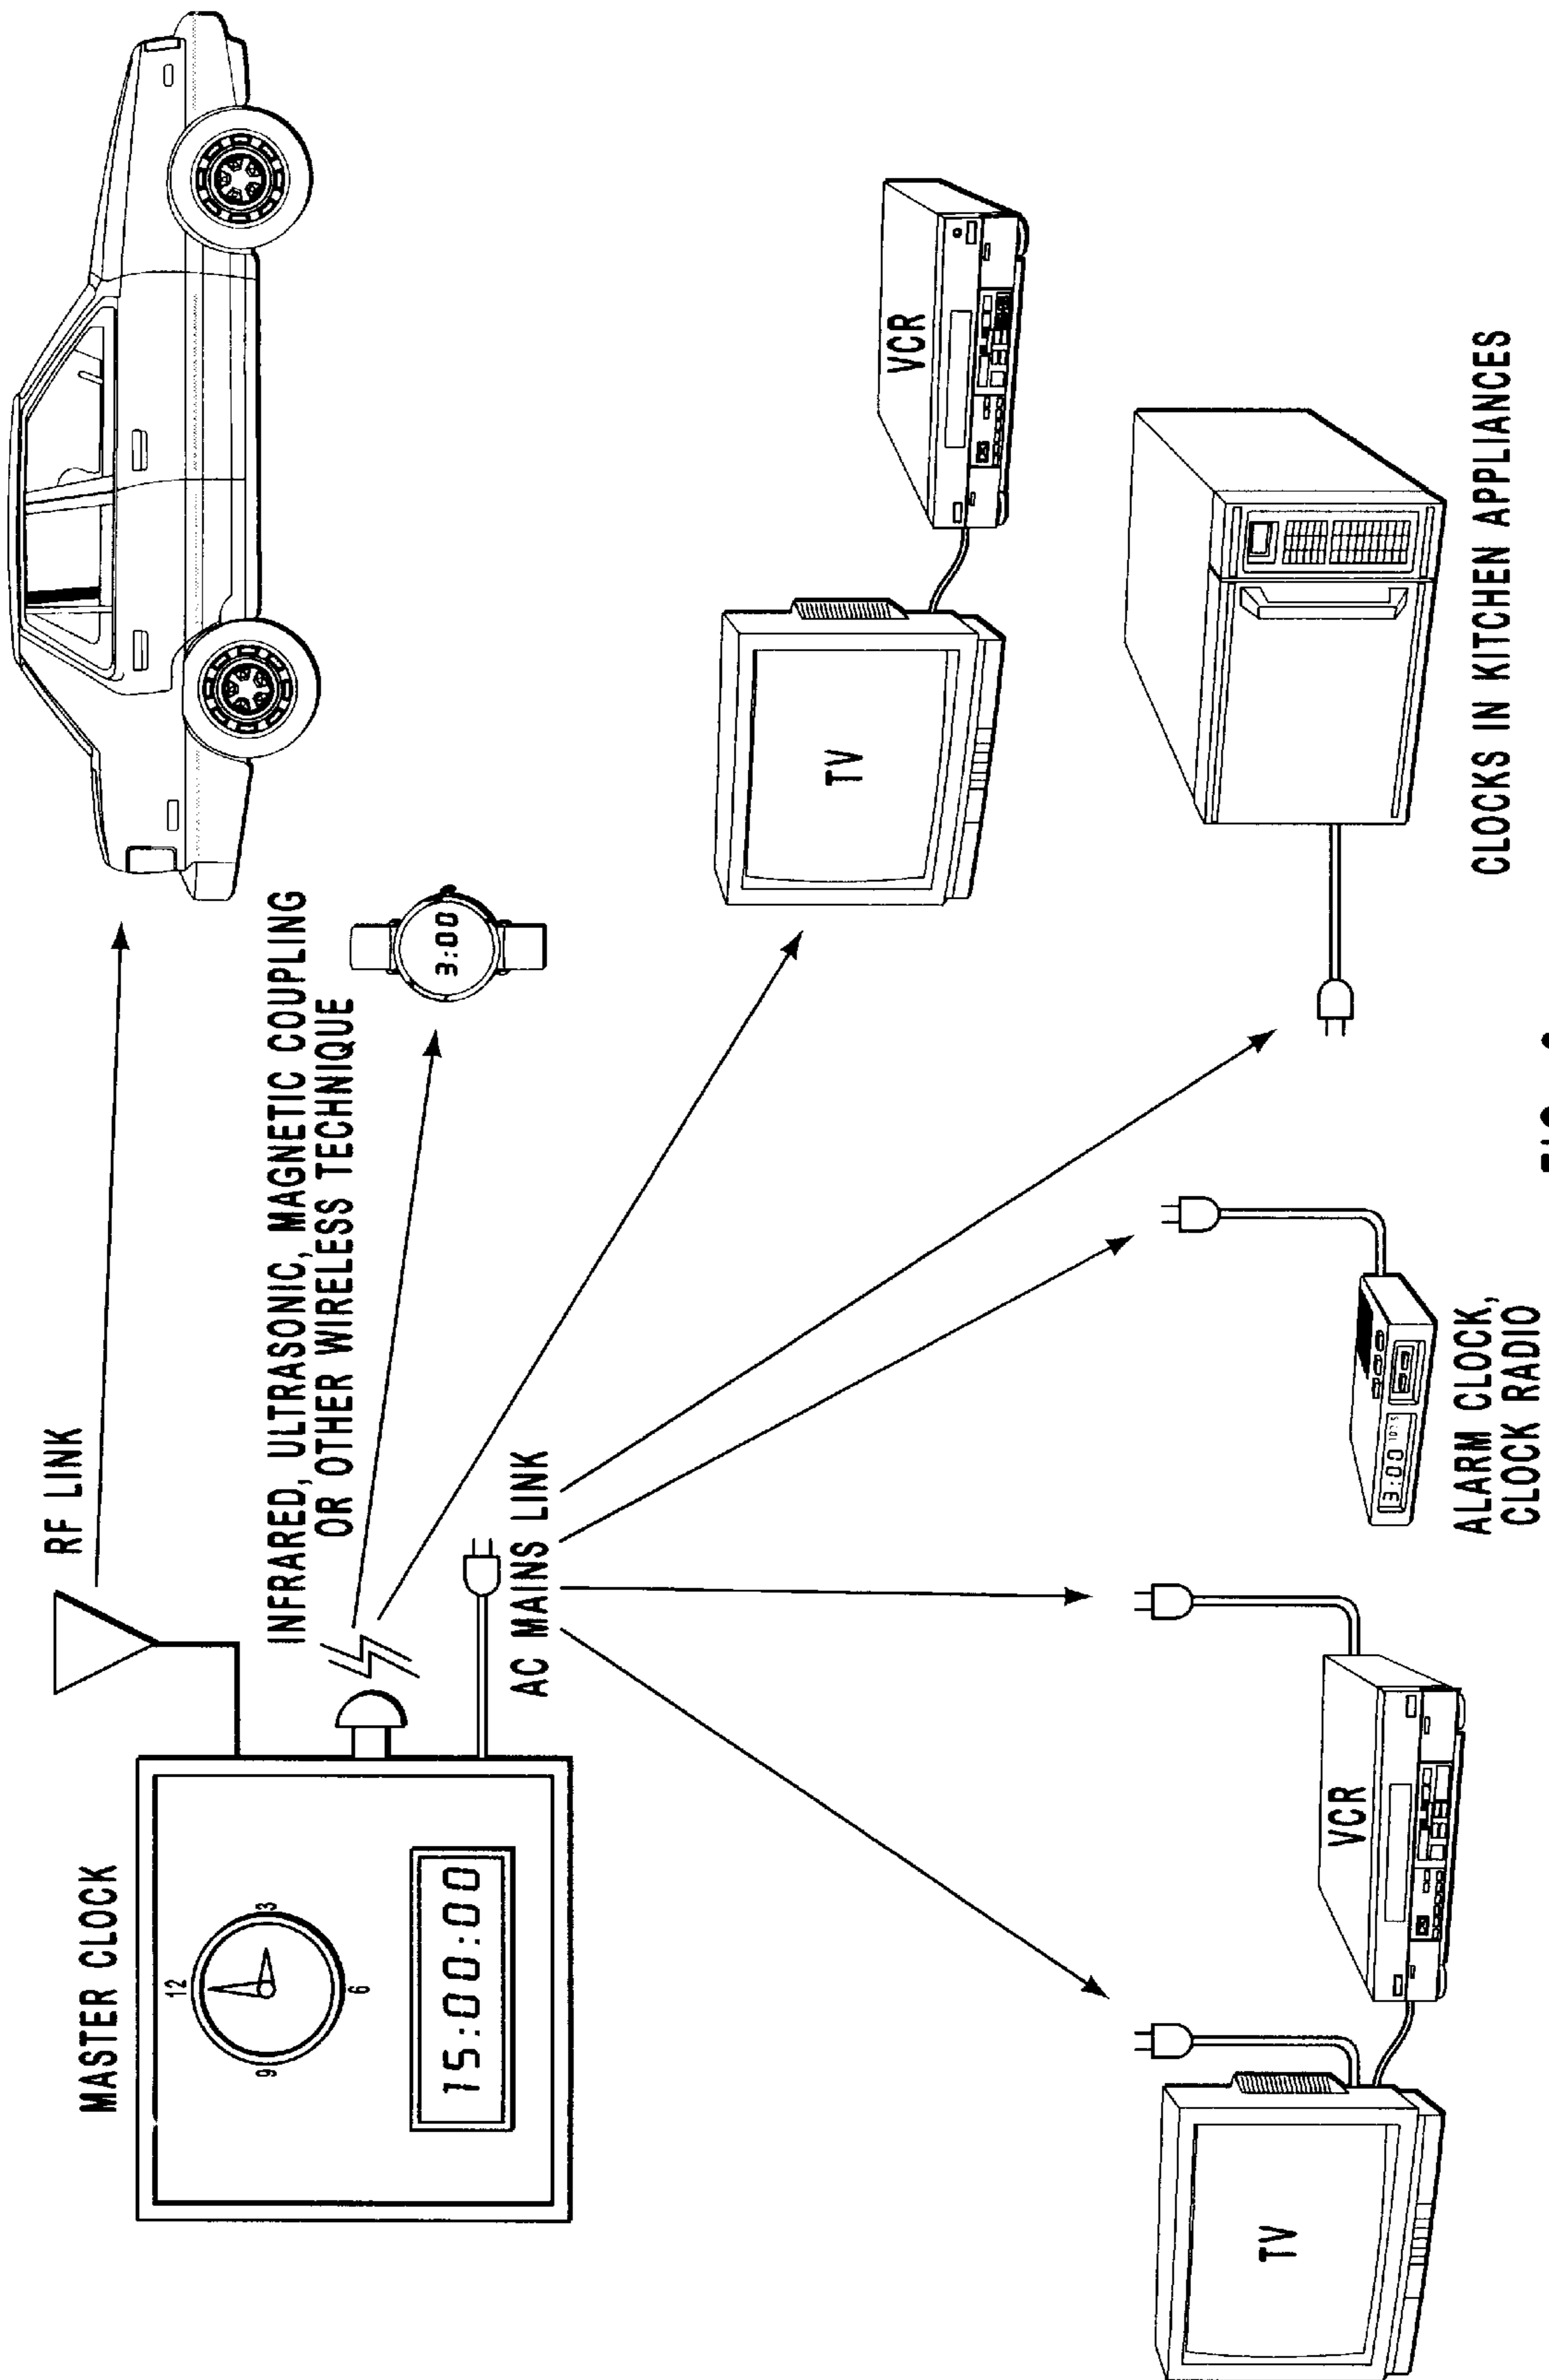 MASTER CLOCK
12
9
3
6
15:00:00
RF LINK
INFRARED, ULTRASONIC, MAGNETIC COUPLING
OR OTHER WIRELESS TECHNIQUE
3:00
AC MAINS LINK
TV
VCR
TV
VCR
3:00
ALARM CLOCK,
CLOCK RADIO
CLOCKS IN KITCHEN APPLIANCES